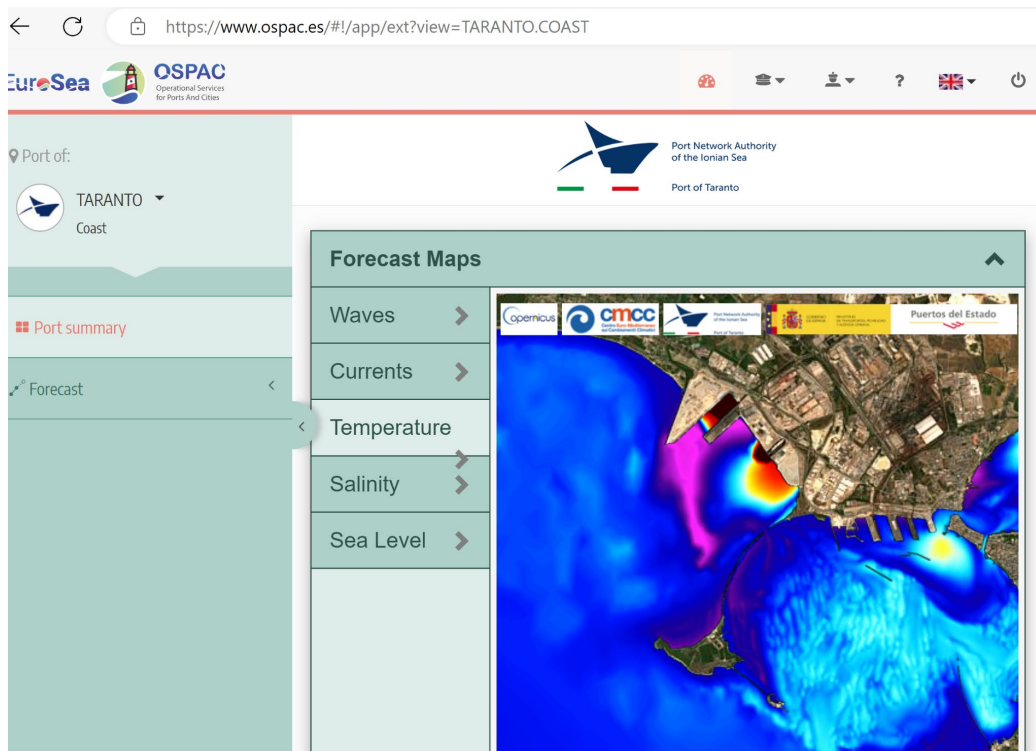 https://www.ospac.es/#!/app/ext?view=TARANTO.COAST
EuroSea
OSPAC
Operational Services
for Ports And Cities
?
Port of:
TARANTO
Coast
Port Network Authority
of the Ionian Sea
Port of Taranto
Port summary
Forecast
Forecast Maps
Waves
Currents
Temperature
Salinity
Sea Level
Copernicus
cmcc
Centro Euro-Mediterraneo
sui Cambiamenti Climatici
Port Network Authority
of the Ionian Sea
Port of Taranto
Puertos del Estado